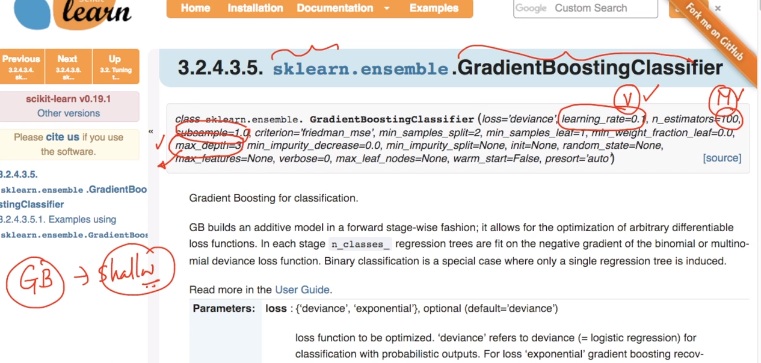 scikit
learn
Home Installation Documentation Examples
Google Custom Search
×
Fork me on GitHub
Previous Next Up
3.2.4.3.4. 3.2.4.3.6. 3.2. Tuning
sk... sk... t...
scikit-learn v0.19.1
Other versions
Please cite us if you use
the software.
3.2.4.3.5.
sklearn.ensemble .GradientBoo
stingClassifier
3.2.4.3.5.1. Examples using
sklearn.ensemble.GradientBoo
GB → Shallow
«
3.2.4.3.5. sklearn.ensemble .GradientBoostingClassifier
M
class sklearn.ensemble. GradientBoostingClassifier (loss='deviance', learning_rate=0.1, n_estimators=100,
subsample=1.0, criterion='friedman_mse', min_samples_split=2, min_samples_leaf=1, min_weight_fraction_leaf=0.0,
max_depth=3, min_impurity_decrease=0.0, min_impurity_split=None, init=None, random_state=None,
max_features=None, verbose=0, max_leaf_nodes=None, warm_start=False, presort='auto')
[source]
Gradient Boosting for classification.
GB builds an additive model in a forward stage-wise fashion; it allows for the optimization of arbitrary differentiable
loss functions. In each stage n_classes_ regression trees are fit on the negative gradient of the binomial or multino-
mial deviance loss function. Binary classification is a special case where only a single regression tree is induced.
Read more in the User Guide.
Parameters: loss : {'deviance', 'exponential'}, optional (default='deviance')
loss function to be optimized. 'deviance' refers to deviance (= logistic regression) for
classification with probabilistic outputs. For loss 'exponential' gradient boosting recov-